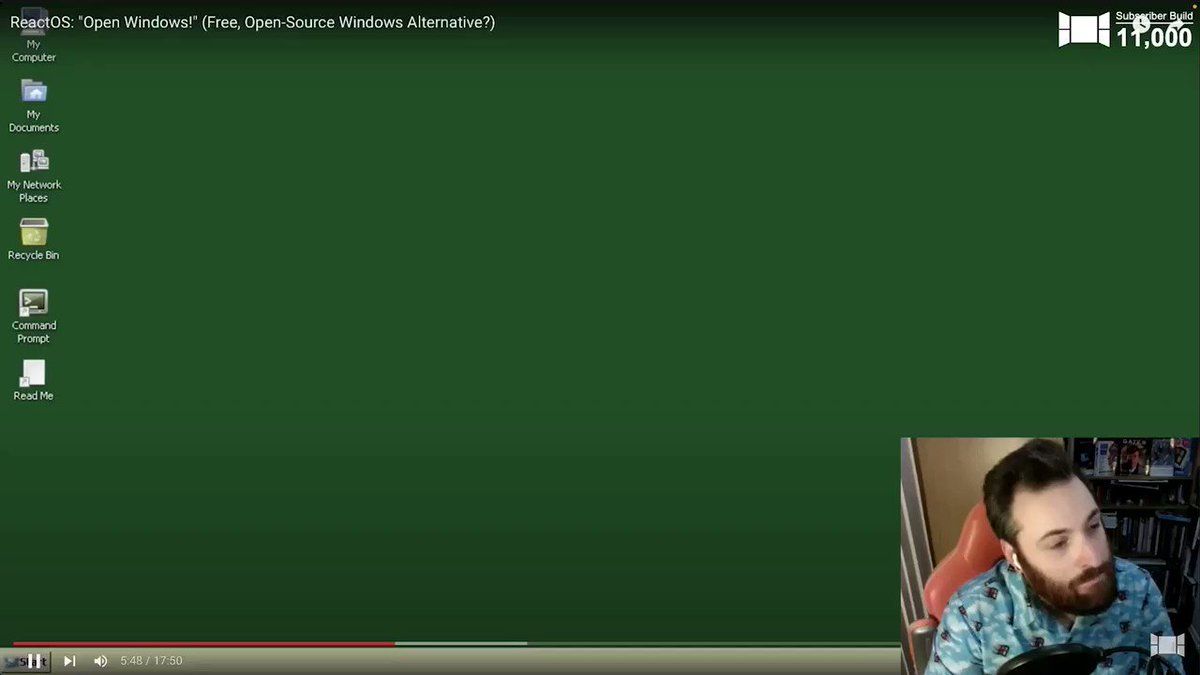 ReactOS: "Open Windows!" (Free, Open-Source Windows Alternative?)
Subscriber Build
11,000
My
Computer
My
Documents
My Network
Places
Recycle Bin
Command
Prompt
Read Me
Start
5:48 / 17:50